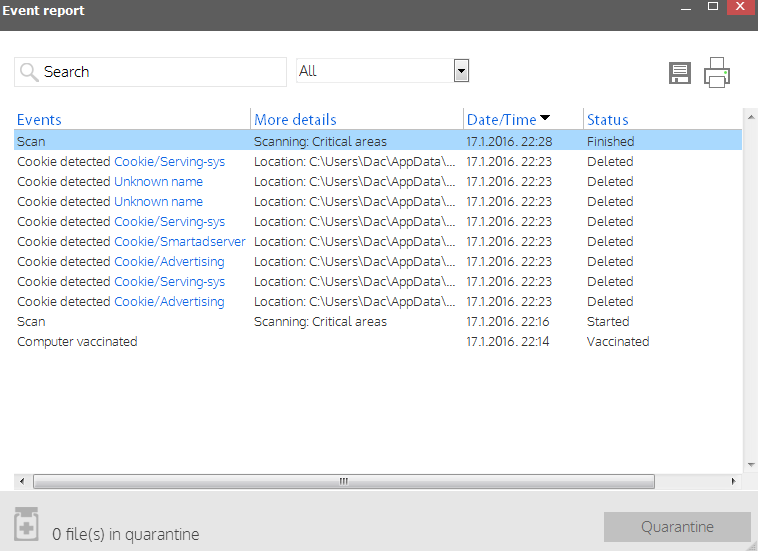 Event report
Search All
Events More details Date/Time Status
Scan Scanning: Critical areas 17.1.2016. 22:28 Finished
Cookie detected Cookie/Serving-sys Location: C:\Users\Dac\AppData\... 17.1.2016. 22:23 Deleted
Cookie detected Unknown name Location: C:\Users\Dac\AppData\... 17.1.2016. 22:23 Deleted
Cookie detected Unknown name Location: C:\Users\Dac\AppData\... 17.1.2016. 22:23 Deleted
Cookie detected Cookie/Serving-sys Location: C:\Users\Dac\AppData\... 17.1.2016. 22:23 Deleted
Cookie detected Cookie/Smartadserver Location: C:\Users\Dac\AppData\... 17.1.2016. 22:23 Deleted
Cookie detected Cookie/Advertising Location: C:\Users\Dac\AppData\... 17.1.2016. 22:23 Deleted
Cookie detected Cookie/Serving-sys Location: C:\Users\Dac\AppData\... 17.1.2016. 22:23 Deleted
Cookie detected Cookie/Advertising Location: C:\Users\Dac\AppData\... 17.1.2016. 22:23 Deleted
Scan Scanning: Critical areas 17.1.2016. 22:16 Started
Computer vaccinated 17.1.2016. 22:14 Vaccinated
0 file(s) in quarantine Quarantine